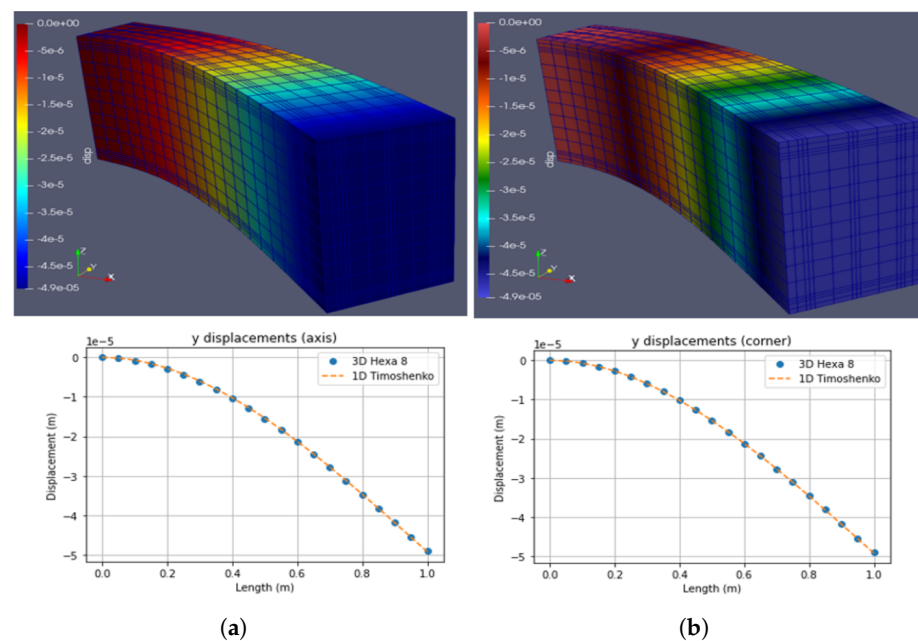 0.0e+00
-5e-6
-1e-5
-1.5e-5
-2e-5
-2.5e-5
-3e-5
-3.5e-5
-4e-5
-4.5e-5
-4.9e-05
disp
Z
Y
X
0.0e+00
-5e-6
-1e-5
-1.5e-5
-2e-5
-2.5e-5
-3e-5
-3.5e-5
-4e-5
-4.5e-5
-4.9e-05
disp
Z
Y
X
1e−5
y displacements (axis)
3D Hexa 8
1D Timoshenko
0
−1
−2
−3
−4
−5
Displacement (m)
0.0 0.2 0.4 0.6 0.8 1.0
Length (m)
1e−5
y displacements (corner)
3D Hexa 8
1D Timoshenko
0
−1
−2
−3
−4
−5
Displacement (m)
0.0 0.2 0.4 0.6 0.8 1.0
Length (m)
(a)
(b)